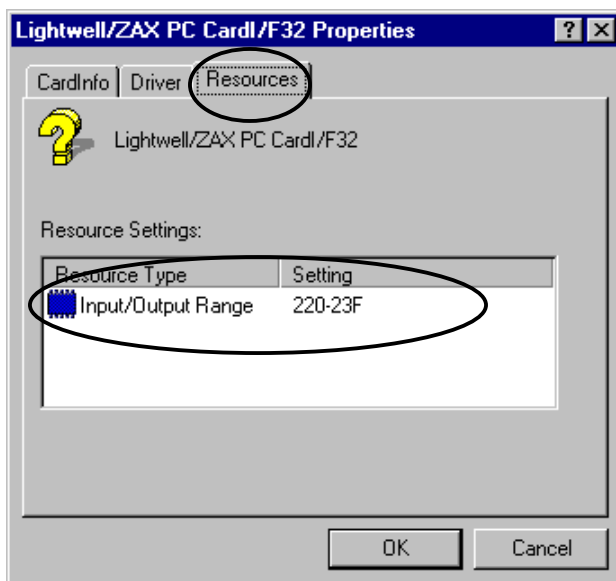 Lightwell/ZAX PC CardI/F32 Properties
CardInfo Driver Resources
Lightwell/ZAX PC CardI/F32
Resource Settings:
Resource Type Setting
Input/Output Range 220-23F
OK Cancel